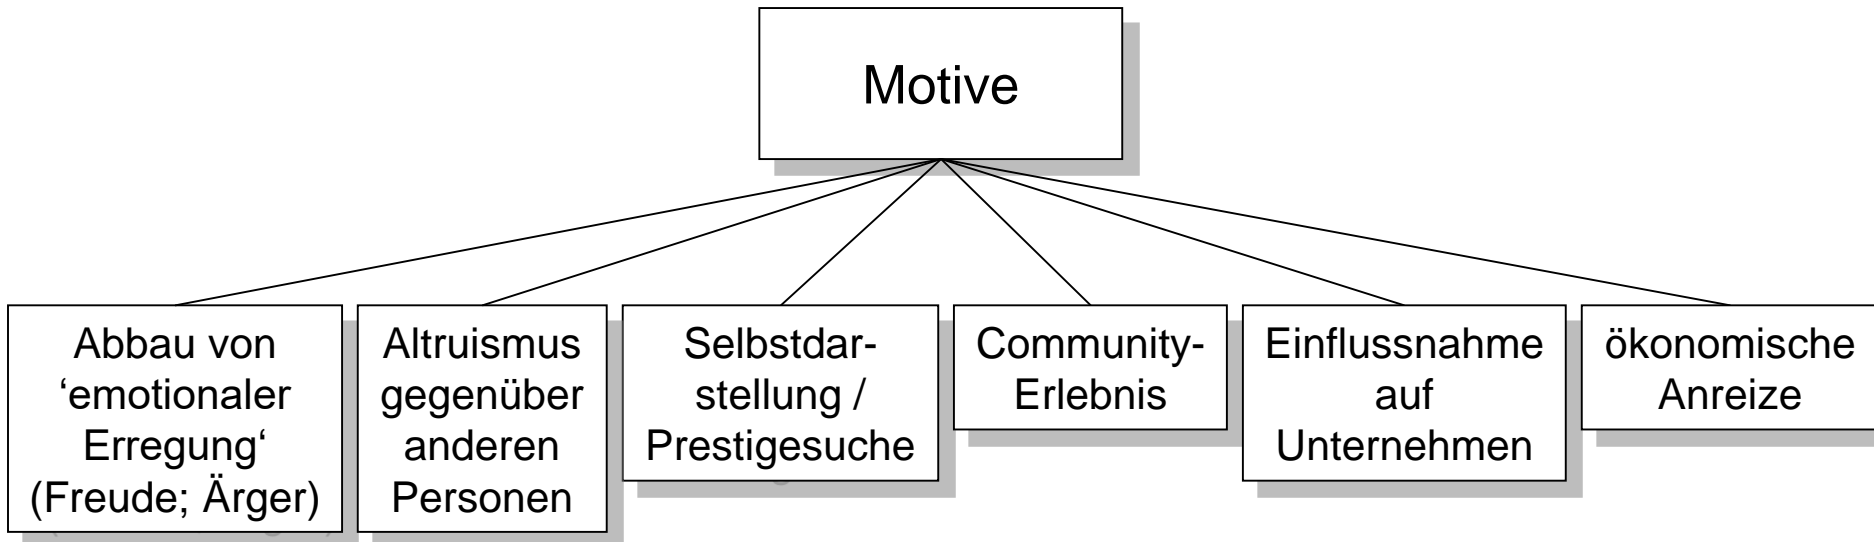 Motive
Abbau von
‘emotionaler
Erregung‘
(Freude; Ärger)
Altruismus
gegenüber
anderen
Personen
Selbstdar-
stellung /
Prestigesuche
Community-
Erlebnis
Einflussnahme
auf
Unternehmen
ökonomische
Anreize